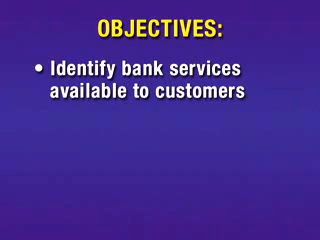 OBJECTIVES:
• Identify bank services
available to customers